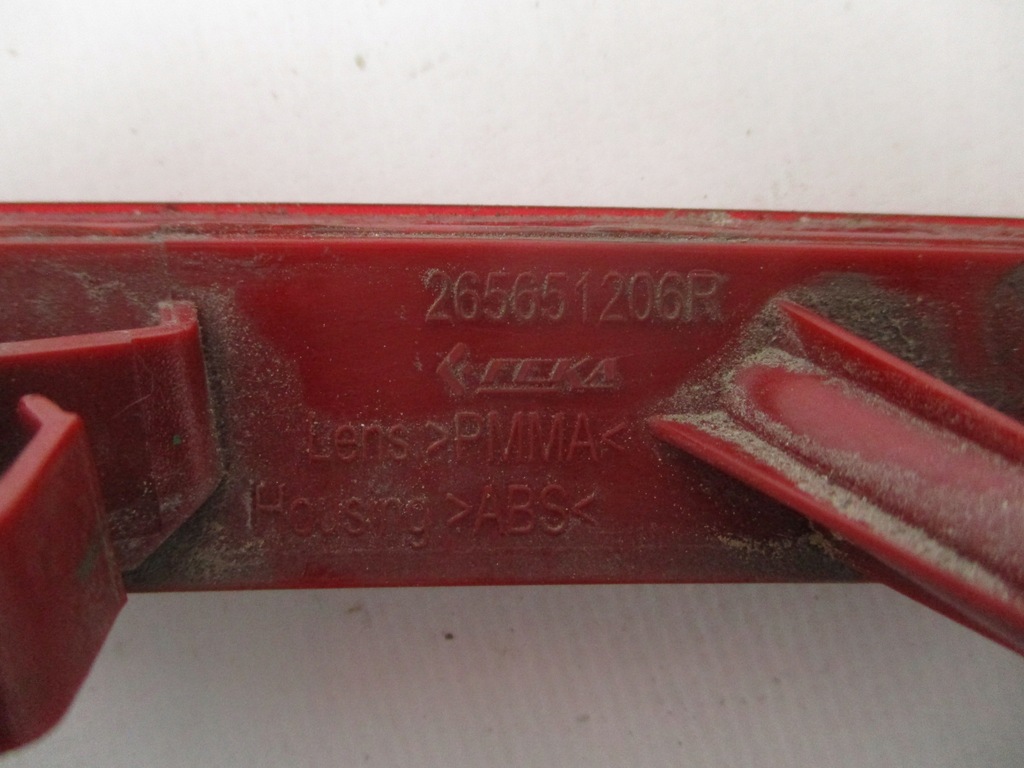 265651206R
FEKA
Lens >PMMA<
Housing >ABS<